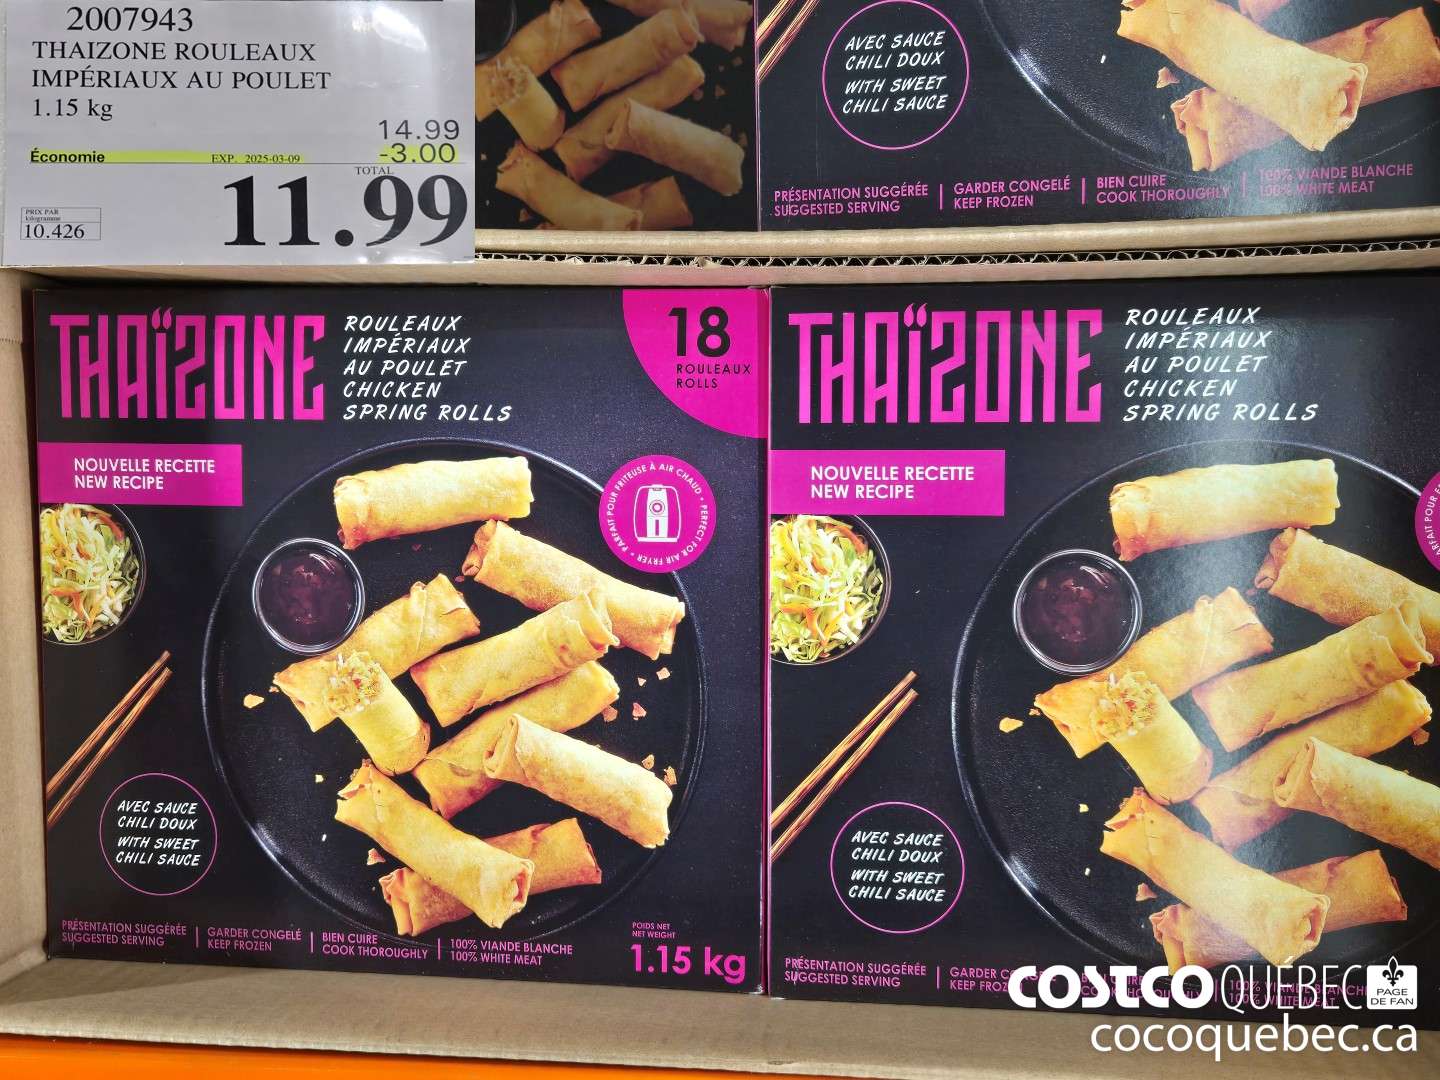 2007943
THAIZONE ROULEAUX
IMPÉRIAUX AU POULET
1.15 kg
14.99
Économie EXP. 2025-03-09 -3.00
TOTAL
11.99
PRIX PAR
kilogramme
10.426
AVEC SAUCE
CHILI DOUX
WITH SWEET
CHILI SAUCE
PRÉSENTATION SUGGÉRÉE
SUGGESTED SERVING
GARDER CONGELÉ
KEEP FROZEN
BIEN CUIRE
COOK THOROUGHLY
100% VIANDE BLANCHE
100% WHITE MEAT
THAÏZONE
ROULEAUX
IMPÉRIAUX
AU POULET
CHICKEN
SPRING ROLLS
18
ROULEAUX
ROLLS
NOUVELLE RECETTE
NEW RECIPE
PARFAIT POUR FRITEUSE À AIR CHAUD • PERFECT FOR AIR FRYER •
AVEC SAUCE
CHILI DOUX
WITH SWEET
CHILI SAUCE
PRÉSENTATION SUGGÉRÉE
SUGGESTED SERVING
GARDER CONGELÉ
KEEP FROZEN
BIEN CUIRE
COOK THOROUGHLY
100% VIANDE BLANCHE
100% WHITE MEAT
POIDS NET
NET WEIGHT
1.15 kg
THAÏZONE
ROULEAUX
IMPÉRIAUX
AU POULET
CHICKEN
SPRING ROLLS
NOUVELLE RECETTE
NEW RECIPE
AVEC SAUCE
CHILI DOUX
WITH SWEET
CHILI SAUCE
PRÉSENTATION SUGGÉRÉE
SUGGESTED SERVING
GARDER
KEEP
COSTCO QUÉBEC
PAGE
DE FAN
cocoquebec.ca